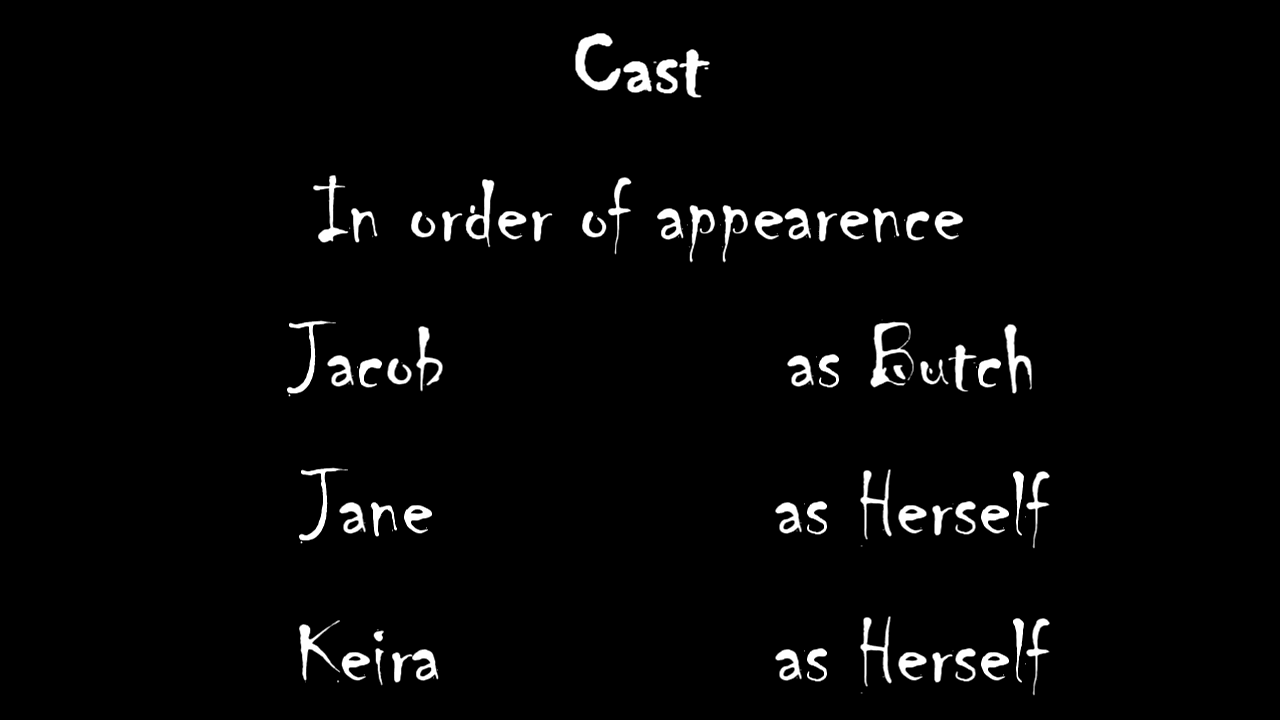 Cast
In order of appearence
Jacob as Butch
Jane as Herself
Keira as Herself